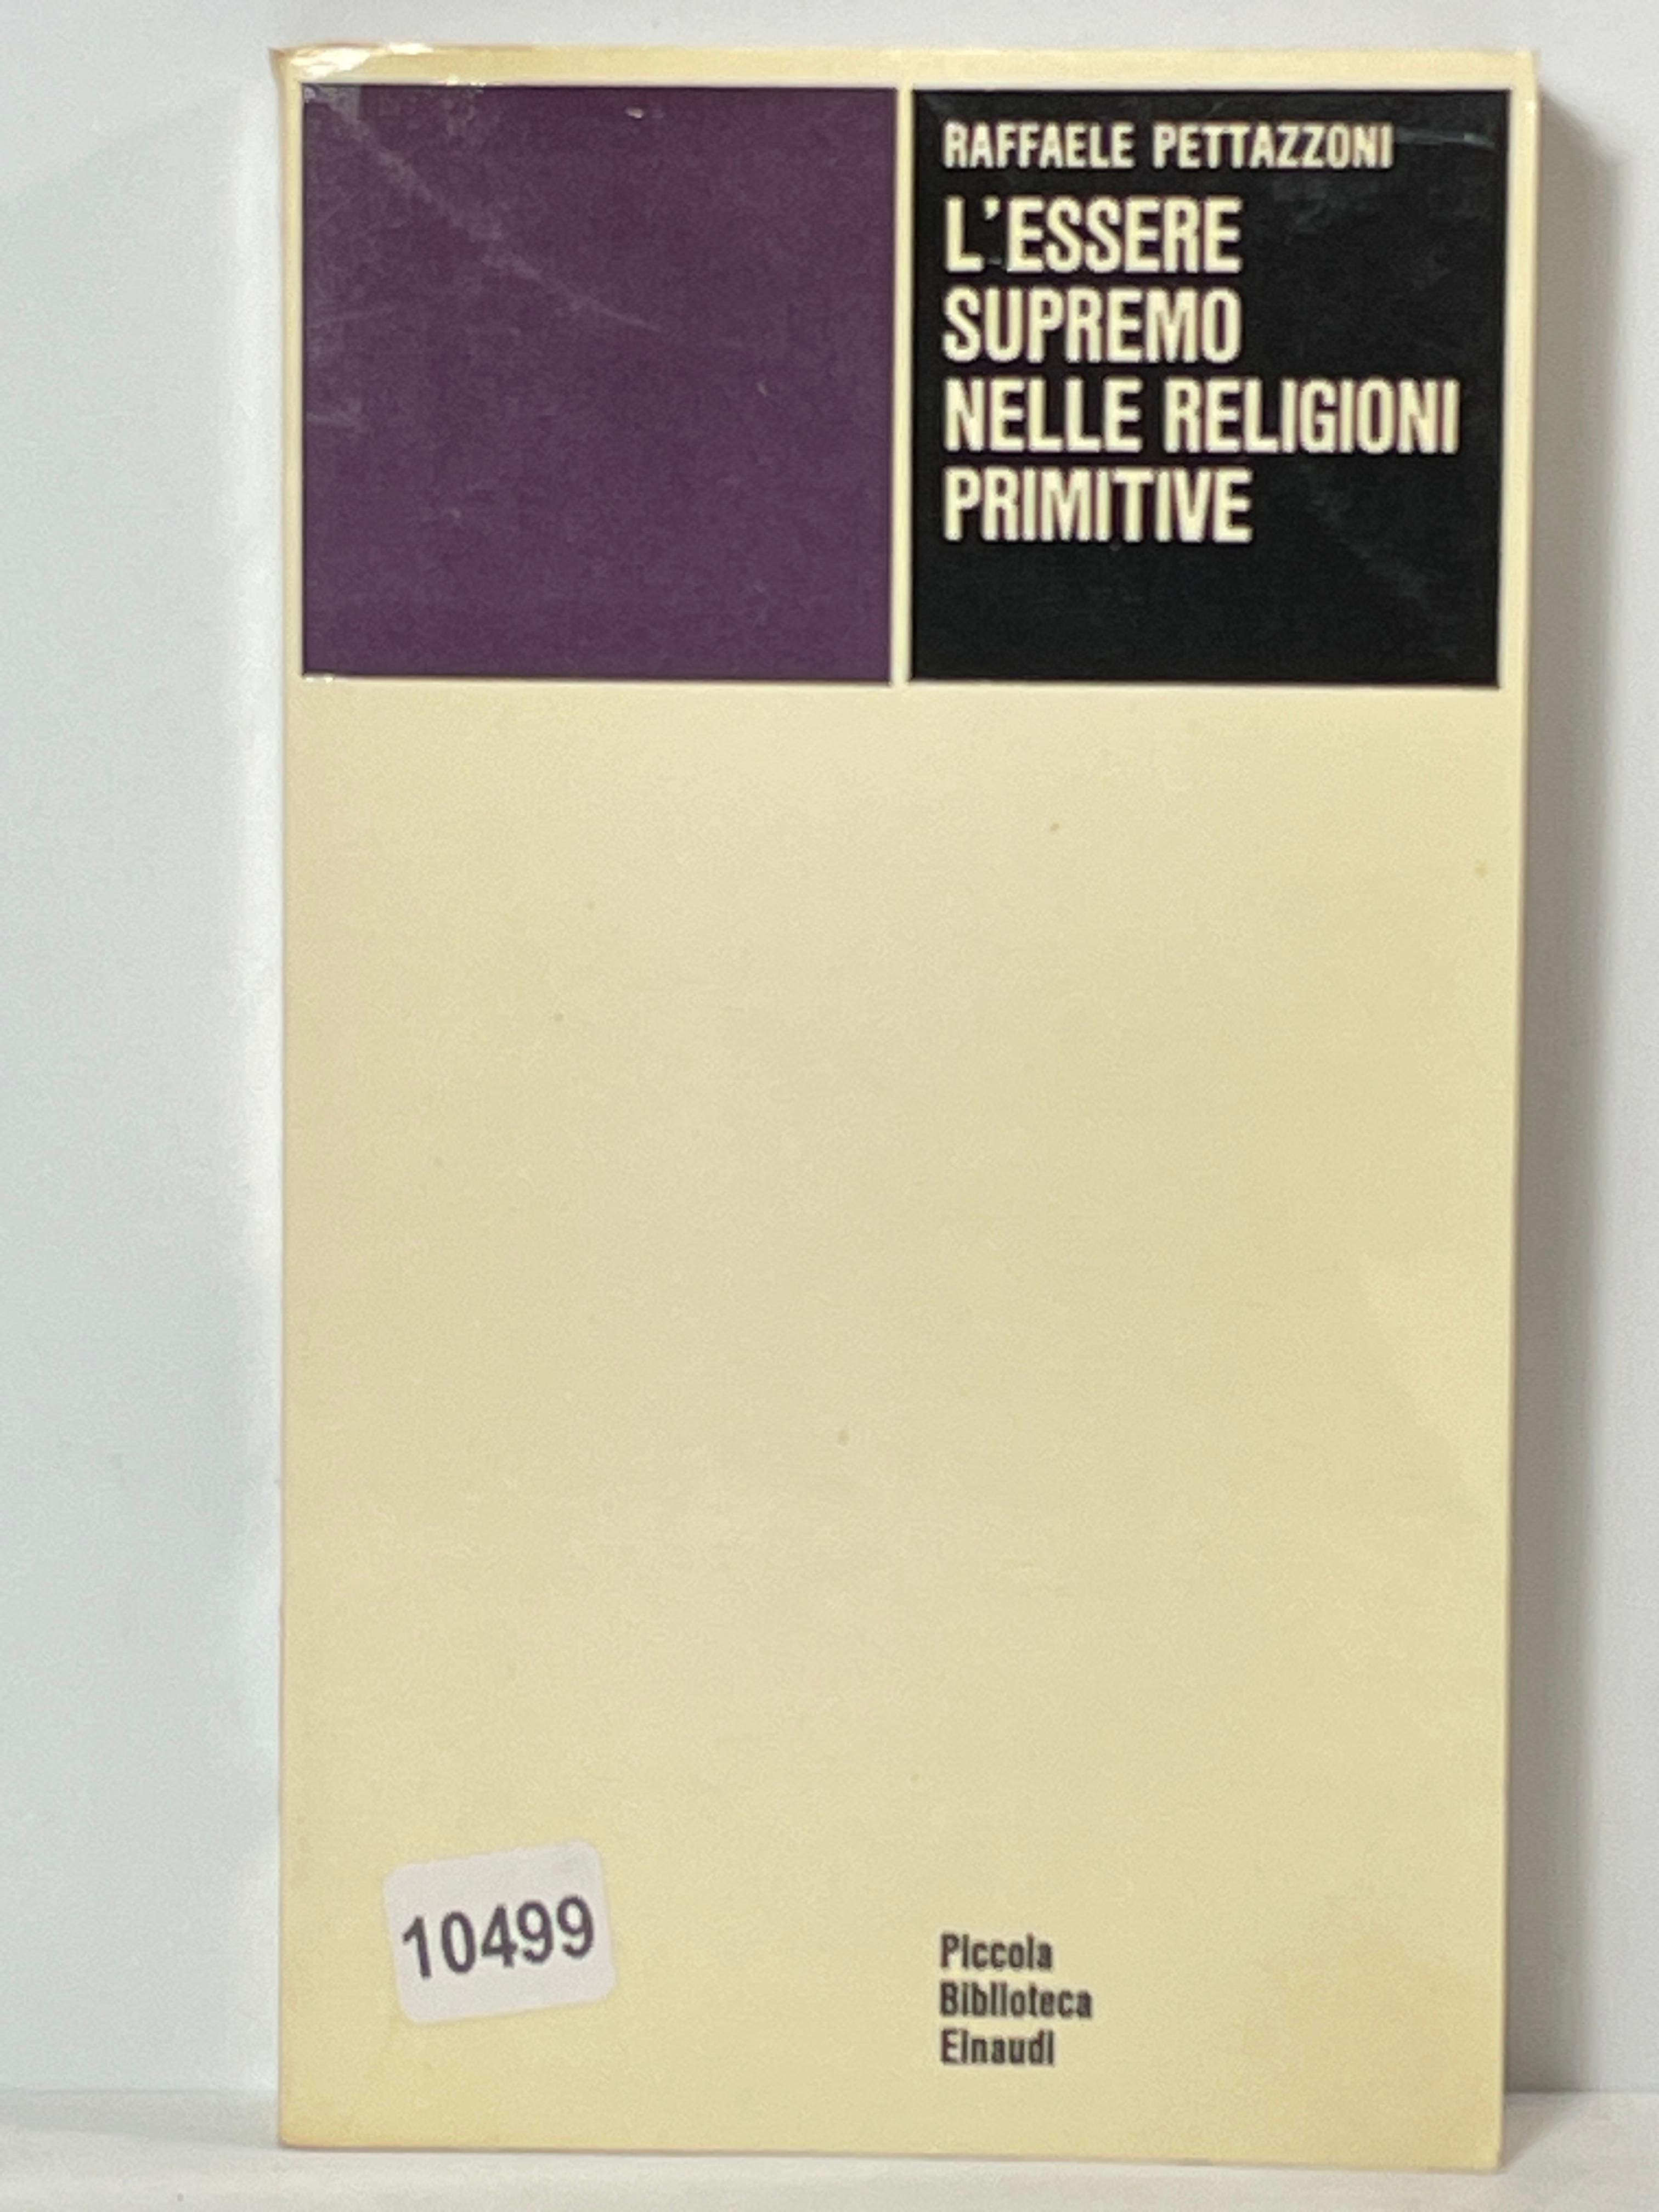 RAFFAELE PETTAZZONI
L'ESSERE
SUPREMO
NELLE RELIGIONI
PRIMITIVE
10499
Piccola
Biblioteca
Einaudi